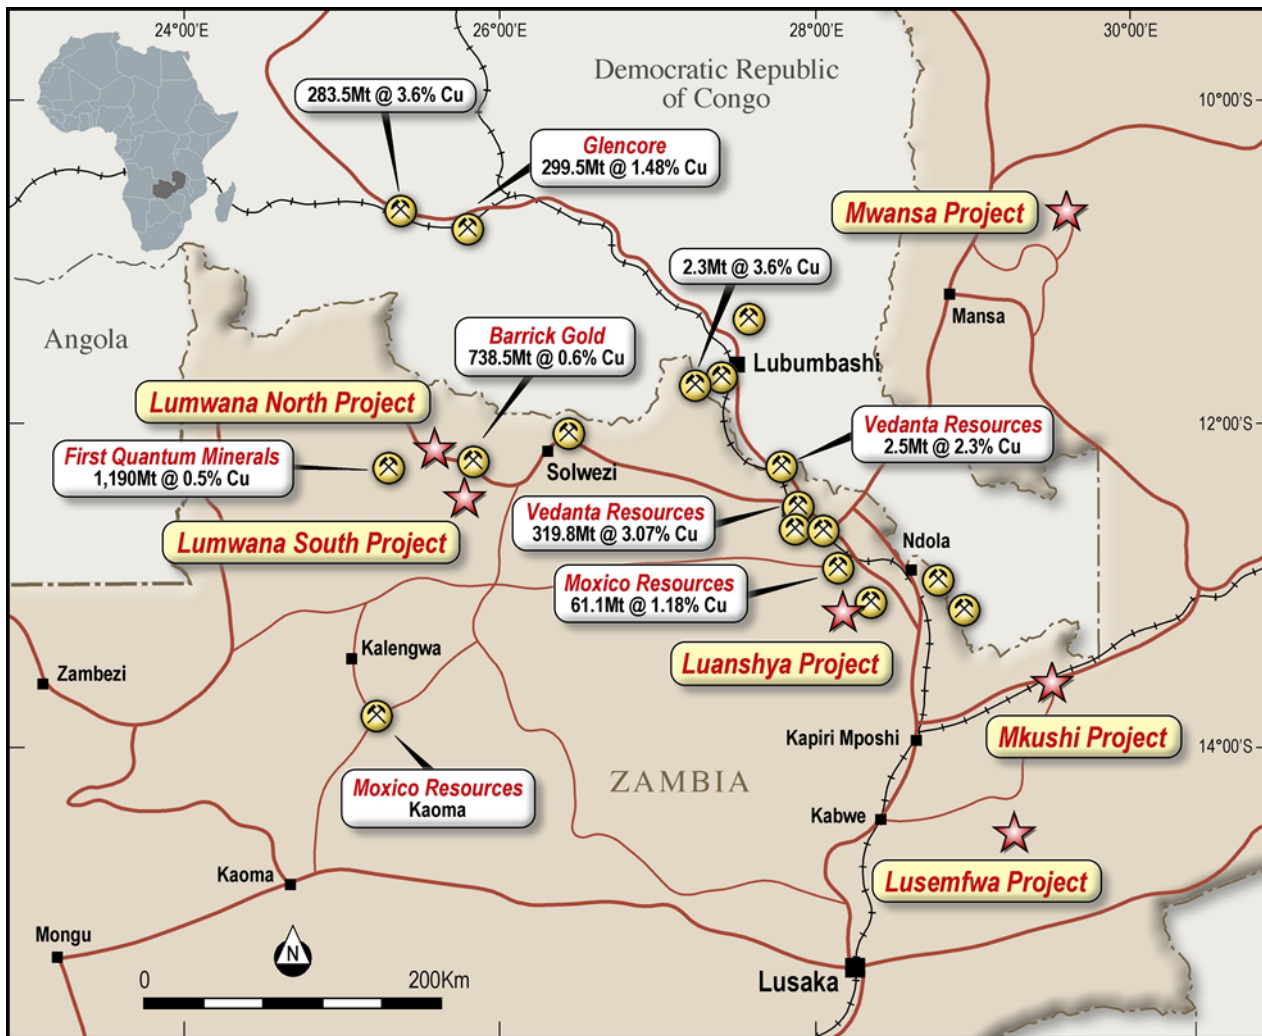 24°00'E
26°00'E
28°00'E
30°00'E
Democratic Republic
of Congo
10°00'S
283.5Mt @ 3.6% Cu
Glencore
299.5Mt @ 1.48% Cu
Mwansa Project
2.3Mt @ 3.6% Cu
Mansa
Angola
Barrick Gold
738.5Mt @ 0.6% Cu
Lubumbashi
Lumwana North Project
12°00'S
Vedanta Resources
2.5Mt @ 2.3% Cu
First Quantum Minerals
1,190Mt @ 0.5% Cu
Solwezi
Vedanta Resources
319.8Mt @ 3.07% Cu
Lumwana South Project
Ndola
Moxico Resources
61.1Mt @ 1.18% Cu
Kalengwa
Luanshya Project
Zambezi
Kapiri Mposhi
Mkushi Project
14°00'S
ZAMBIA
Moxico Resources
Kaoma
Kabwe
Kaoma
Lusemfwa Project
Mongu
N
0
200Km
Lusaka